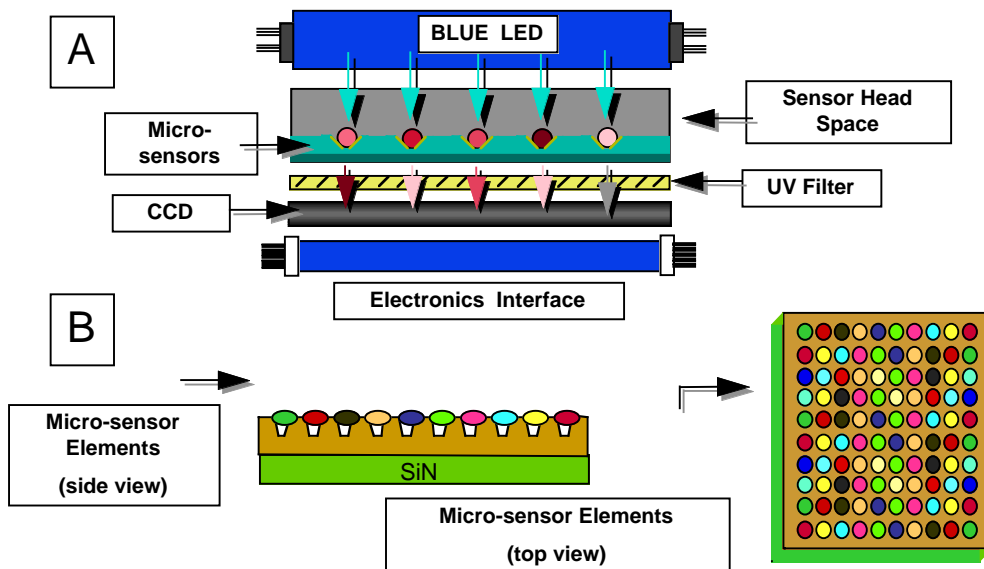 A
BLUE LED
Sensor Head
Space
Micro-
sensors
UV Filter
CCD
Electronics Interface
B
Micro-sensor
Elements
(side view)
SiN
Micro-sensor Elements
(top view)